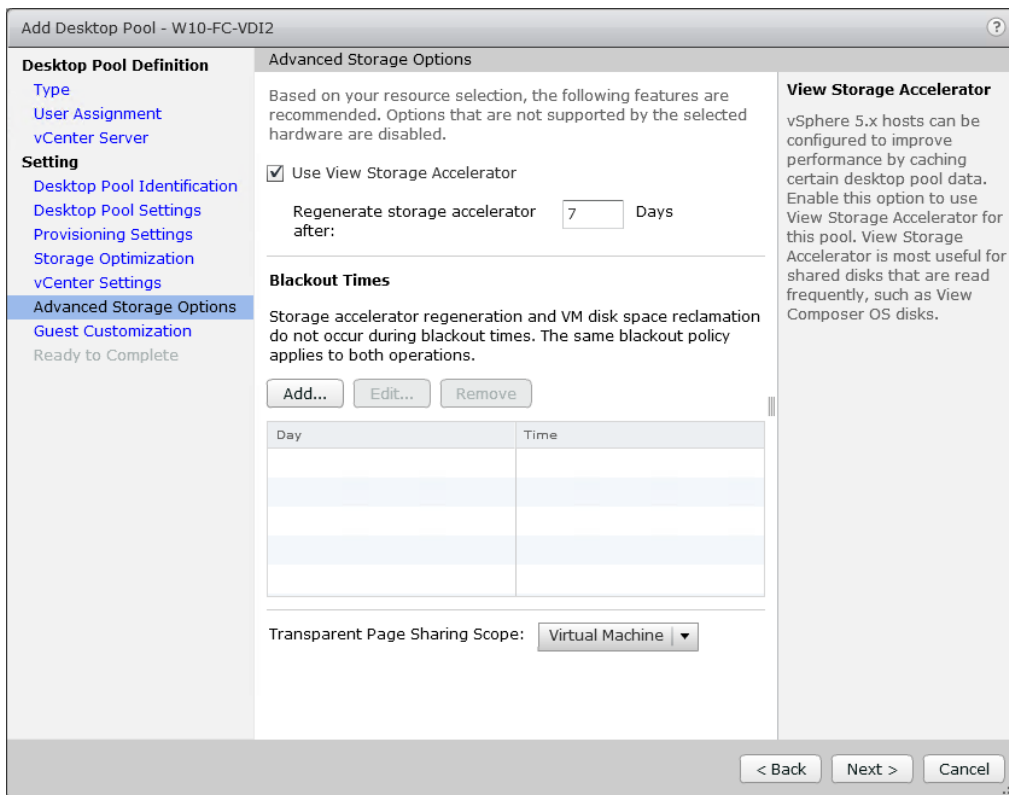 Add Desktop Pool - W10-FC-VDI2
?
Desktop Pool Definition
Type
User Assignment
vCenter Server
Setting
Desktop Pool Identification
Desktop Pool Settings
Provisioning Settings
Storage Optimization
vCenter Settings
Advanced Storage Options
Guest Customization
Ready to Complete
Advanced Storage Options
Based on your resource selection, the following features are
recommended. Options that are not supported by the selected
hardware are disabled.
Use View Storage Accelerator
Regenerate storage accelerator
after:
7
Days
Blackout Times
Storage accelerator regeneration and VM disk space reclamation
do not occur during blackout times. The same blackout policy
applies to both operations.
Add...
Edit...
Remove
Day
Time
Transparent Page Sharing Scope:
Virtual Machine
View Storage Accelerator
vSphere 5.x hosts can be
configured to improve
performance by caching
certain desktop pool data.
Enable this option to use
View Storage Accelerator for
this pool. View Storage
Accelerator is most useful for
shared disks that are read
frequently, such as View
Composer OS disks.
< Back
Next >
Cancel